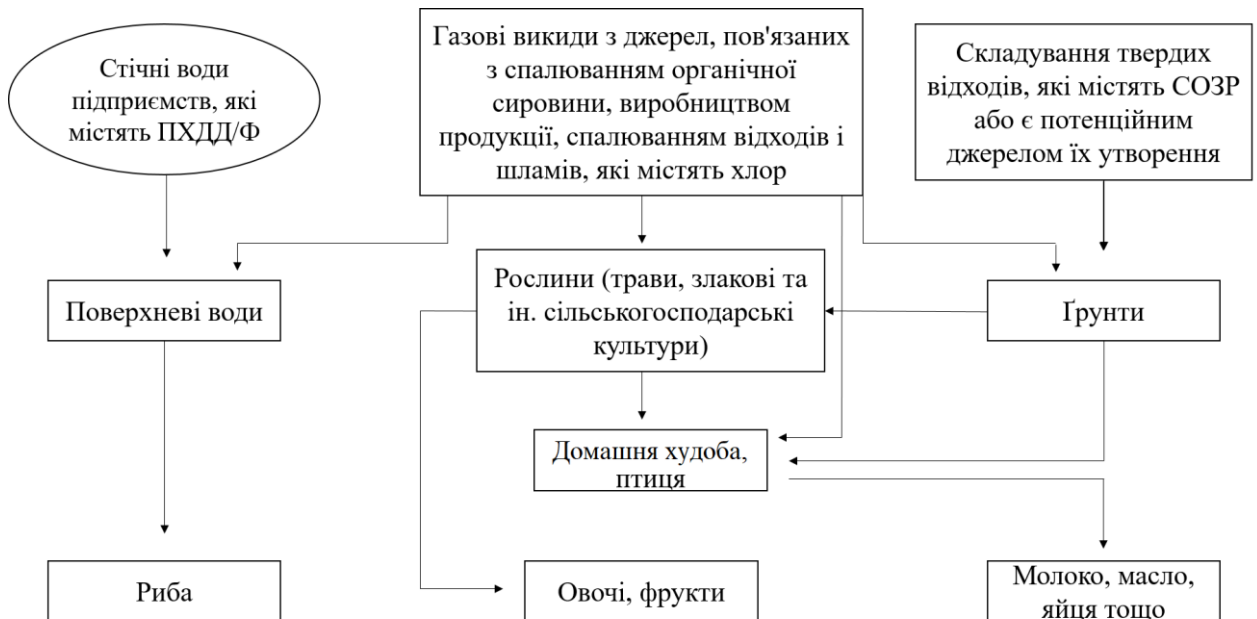 Стічні води
підприємств, які
містять ПХДД/Ф
Газові викиди з джерел, пов'язаних
з спалюванням органічної
сировини, виробництвом
продукції, спалюванням відходів і
шламів, які містять хлор
Складування твердих
відходів, які містять СОЗР
або є потенційним
джерелом їх утворення
Поверхневі води
Рослини (трави, злакові та
ін. сільськогосподарські
культури)
Ґрунти
Домашня худоба,
птиця
Риба
Овочі, фрукти
Молоко, масло,
яйця тощо